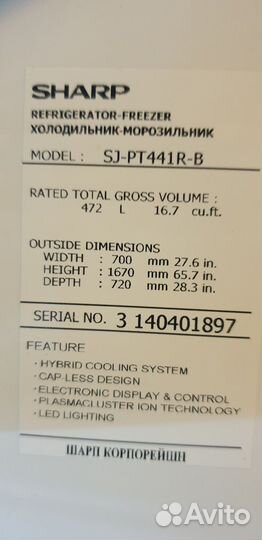 SHARP
REFRIGERATOR-FREEZER
ХОЛОДИЛЬНИК-МОРОЗИЛЬНИК
MODEL : SJ-PT441R-B
RATED TOTAL GROSS VOLUME :
472 L 16.7 cu.ft.
OUTSIDE DIMENSIONS
WIDTH : 700 mm 27.6 in.
HEIGHT : 1670 mm 65.7 in.
DEPTH : 720 mm 28.3 in.
SERIAL NO. 3 140401897
FEATURE
· HYBRID COOLING SYSTEM
· CAP-LESS DESIGN
· ELECTRONIC DISPLAY & CONTROL
· PLASMACLUSTER ION TECHNOLOGY
· LED LIGHTING
ШАРП КОРПОРЕЙШН
Avito